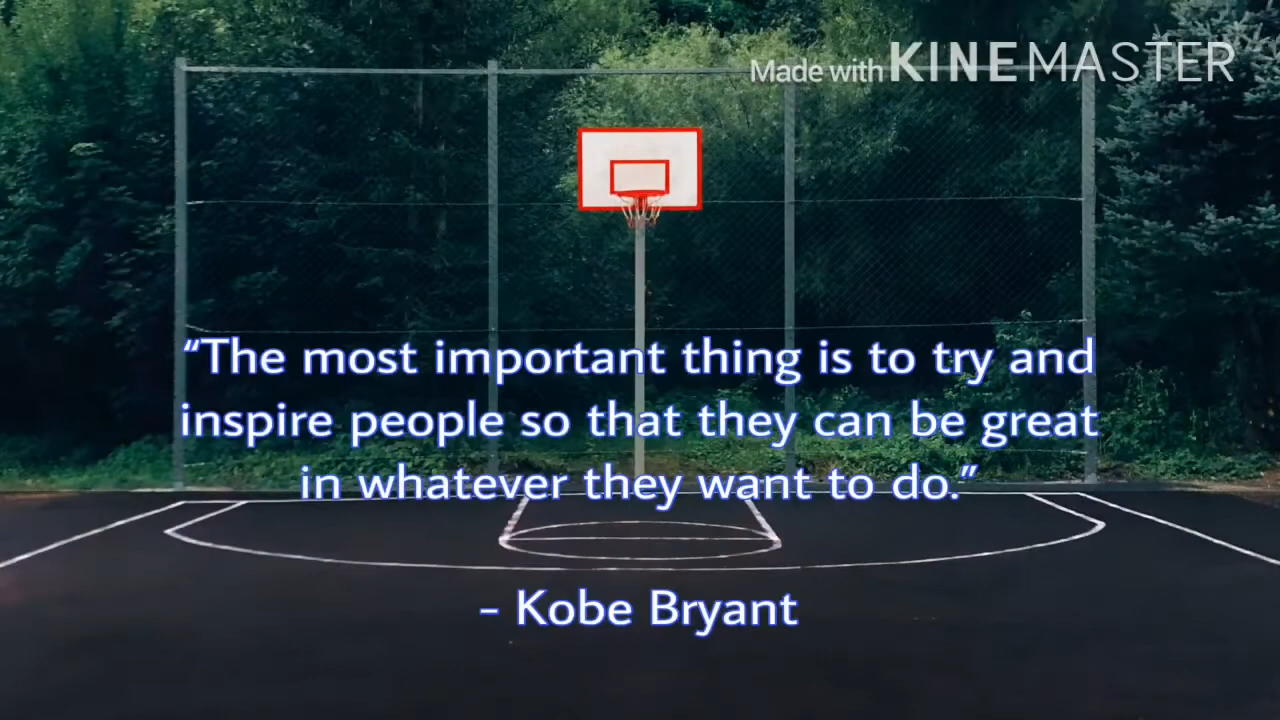 Made with KINEMASTER
“The most important thing is to try and
inspire people so that they can be great
in whatever they want to do.”
- Kobe Bryant